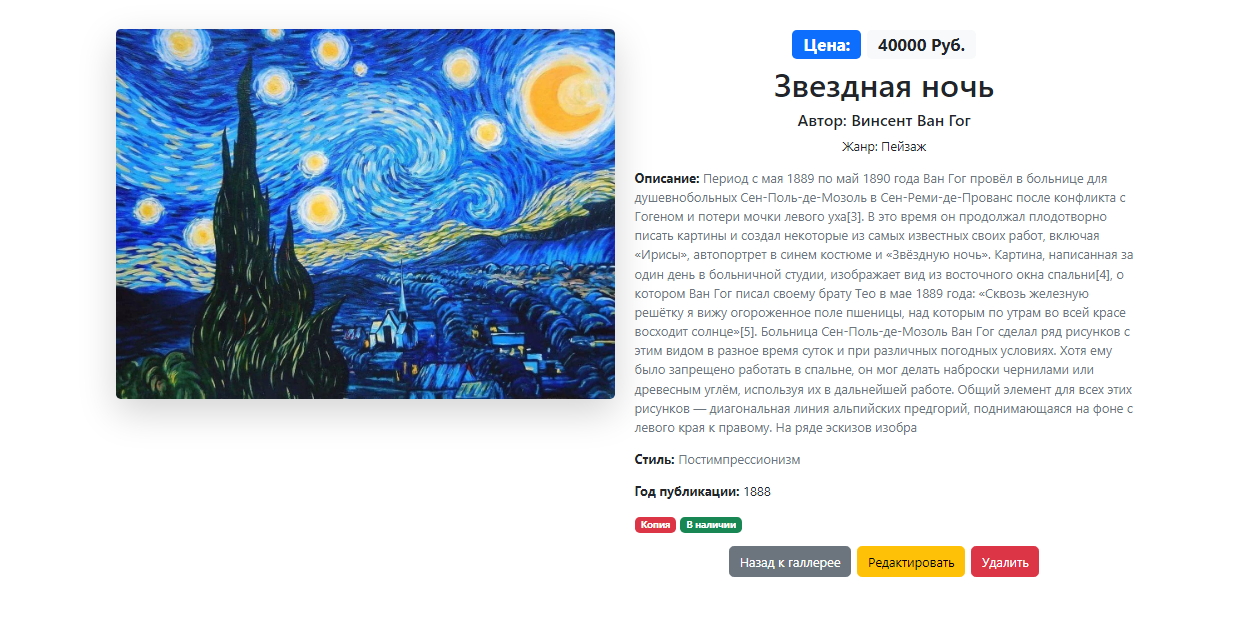 Цена: 40000 Руб.
Звездная ночь
Автор: Винсент Ван Гог
Жанр: Пейзаж
Описание: Период с мая 1889 по май 1890 года Ван Гог провёл в больнице для
душевнобольных Сен-Поль-де-Мозоль в Сен-Реми-де-Прованс после конфликта с
Гогеном и потери мочки левого уха[3]. В это время он продолжал плодотворно
писать картины и создал некоторые из самых известных своих работ, включая
«Ирисы», автопортрет в синем костюме и «Звёздную ночь». Картина, написанная за
один день в больничной студии, изображает вид из восточного окна спальни[4], о
котором Ван Гог писал своему брату Тео в мае 1889 года: «Сквозь железную
решётку я вижу огороженное поле пшеницы, над которым по утрам во всей красе
восходит солнце»[5]. Больница Сен-Поль-де-Мозоль Ван Гог сделал ряд рисунков с
этим видом в разное время суток и при различных погодных условиях. Хотя ему
было запрещено работать в спальне, он мог делать наброски чернилами или
древесным углём, используя их в дальнейшей работе. Общий элемент для всех этих
рисунков — диагональная линия альпийских предгорий, поднимающаяся на фоне с
левого края к правому. На ряде эскизов изобра
Стиль: Постимпрессионизм
Год публикации: 1888
Копия В наличии
Назад к галлерее Редактировать Удалить